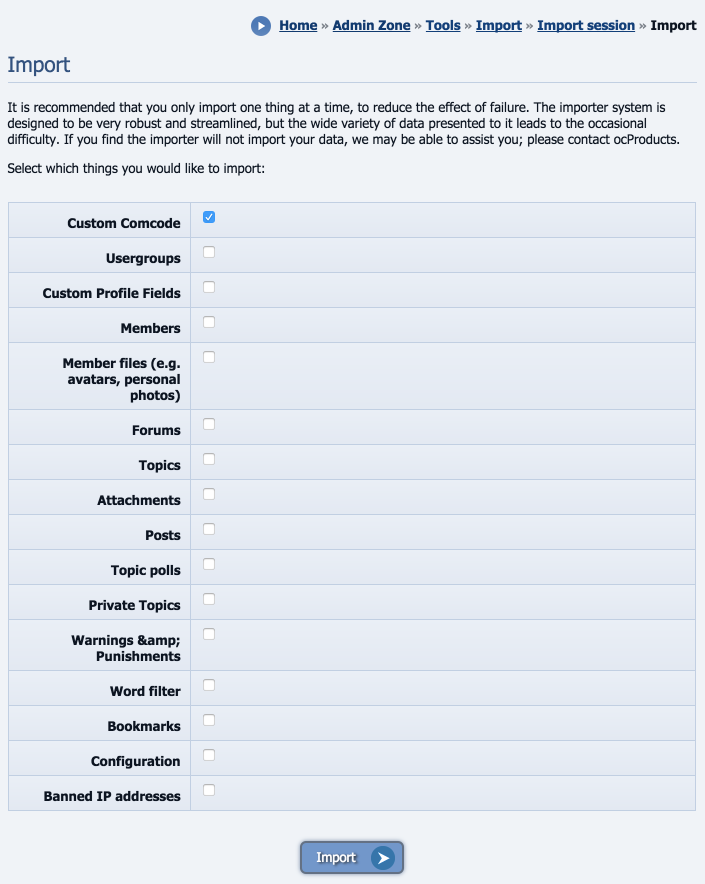 Home » Admin Zone » Tools » Import » Import session » Import
Import
It is recommended that you only import one thing at a time, to reduce the effect of failure. The importer system is
designed to be very robust and streamlined, but the wide variety of data presented to it leads to the occasional
difficulty. If you find the importer will not import your data, we may be able to assist you; please contact ocProducts.
Select which things you would like to import:
Custom Comcode
Usergroups
Custom Profile Fields
Members
Member files (e.g.
avatars, personal
photos)
Forums
Topics
Attachments
Posts
Topic polls
Private Topics
Warnings &amp;
Punishments
Word filter
Bookmarks
Configuration
Banned IP addresses
Import